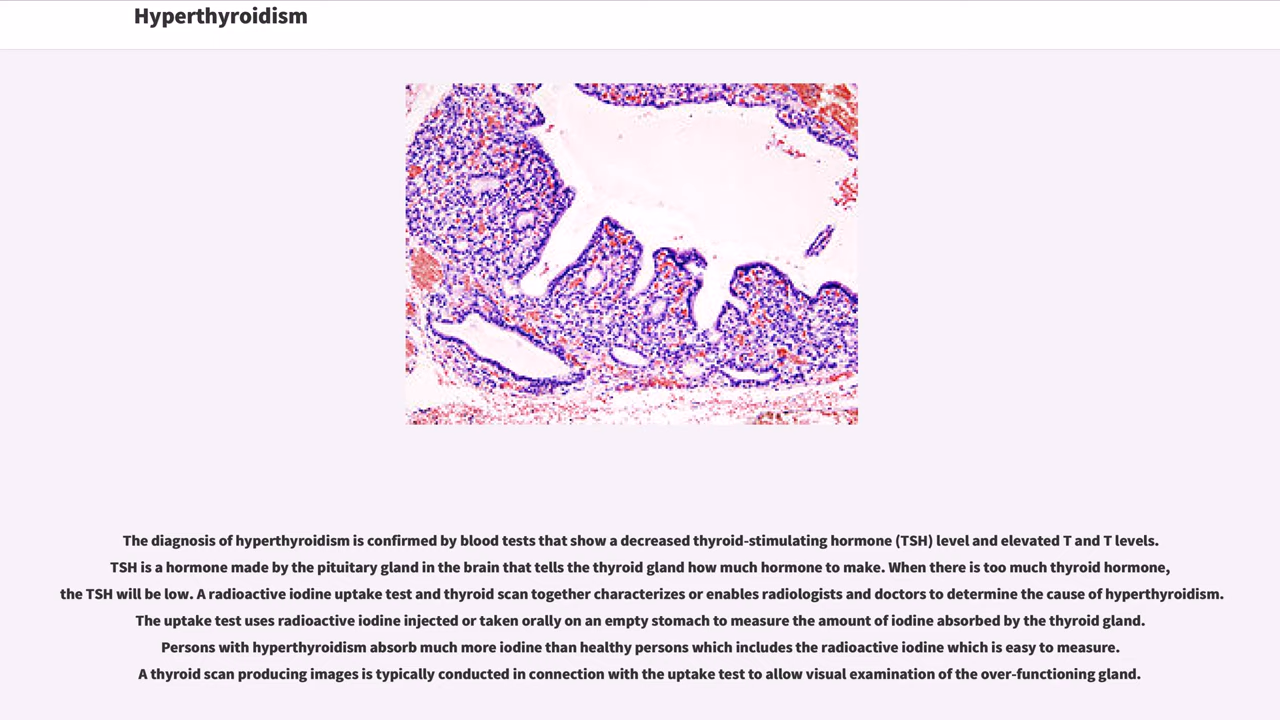 Hyperthyroidism
The diagnosis of hyperthyroidism is confirmed by blood tests that show a decreased thyroid-stimulating hormone (TSH) level and elevated T and T levels.
TSH is a hormone made by the pituitary gland in the brain that tells the thyroid gland how much hormone to make. When there is too much thyroid hormone,
the TSH will be low. A radioactive iodine uptake test and thyroid scan together characterizes or enables radiologists and doctors to determine the cause of hyperthyroidism.
The uptake test uses radioactive iodine injected or taken orally on an empty stomach to measure the amount of iodine absorbed by the thyroid gland.
Persons with hyperthyroidism absorb much more iodine than healthy persons which includes the radioactive iodine which is easy to measure.
A thyroid scan producing images is typically conducted in connection with the uptake test to allow visual examination of the over-functioning gland.